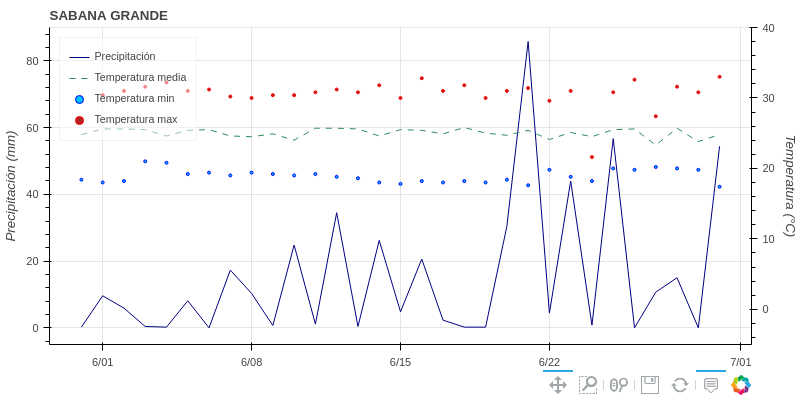 SABANA GRANDE
Precipitación
Temperatura media
Temperatura min
Temperatura max
Precipitación (mm)
80
60
40
20
0
40
30
20
10
0
Temperatura (°C)
6/01
6/08
6/15
6/22
7/01